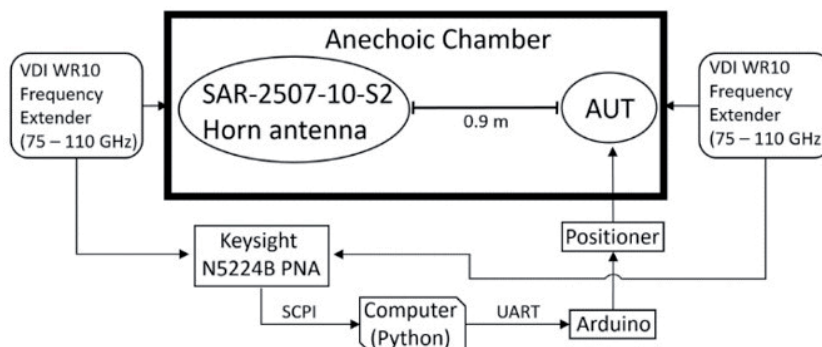 Anechoic Chamber
VDI WR10
Frequency
Extender
(75 – 110 GHz)
SAR-2507-10-S2
Horn antenna
0.9 m
AUT
VDI WR10
Frequency
Extender
(75 – 110 GHz
Keysight
N5224B PNA
Positioner
SCPI
Computer
(Python)
UART
Arduino